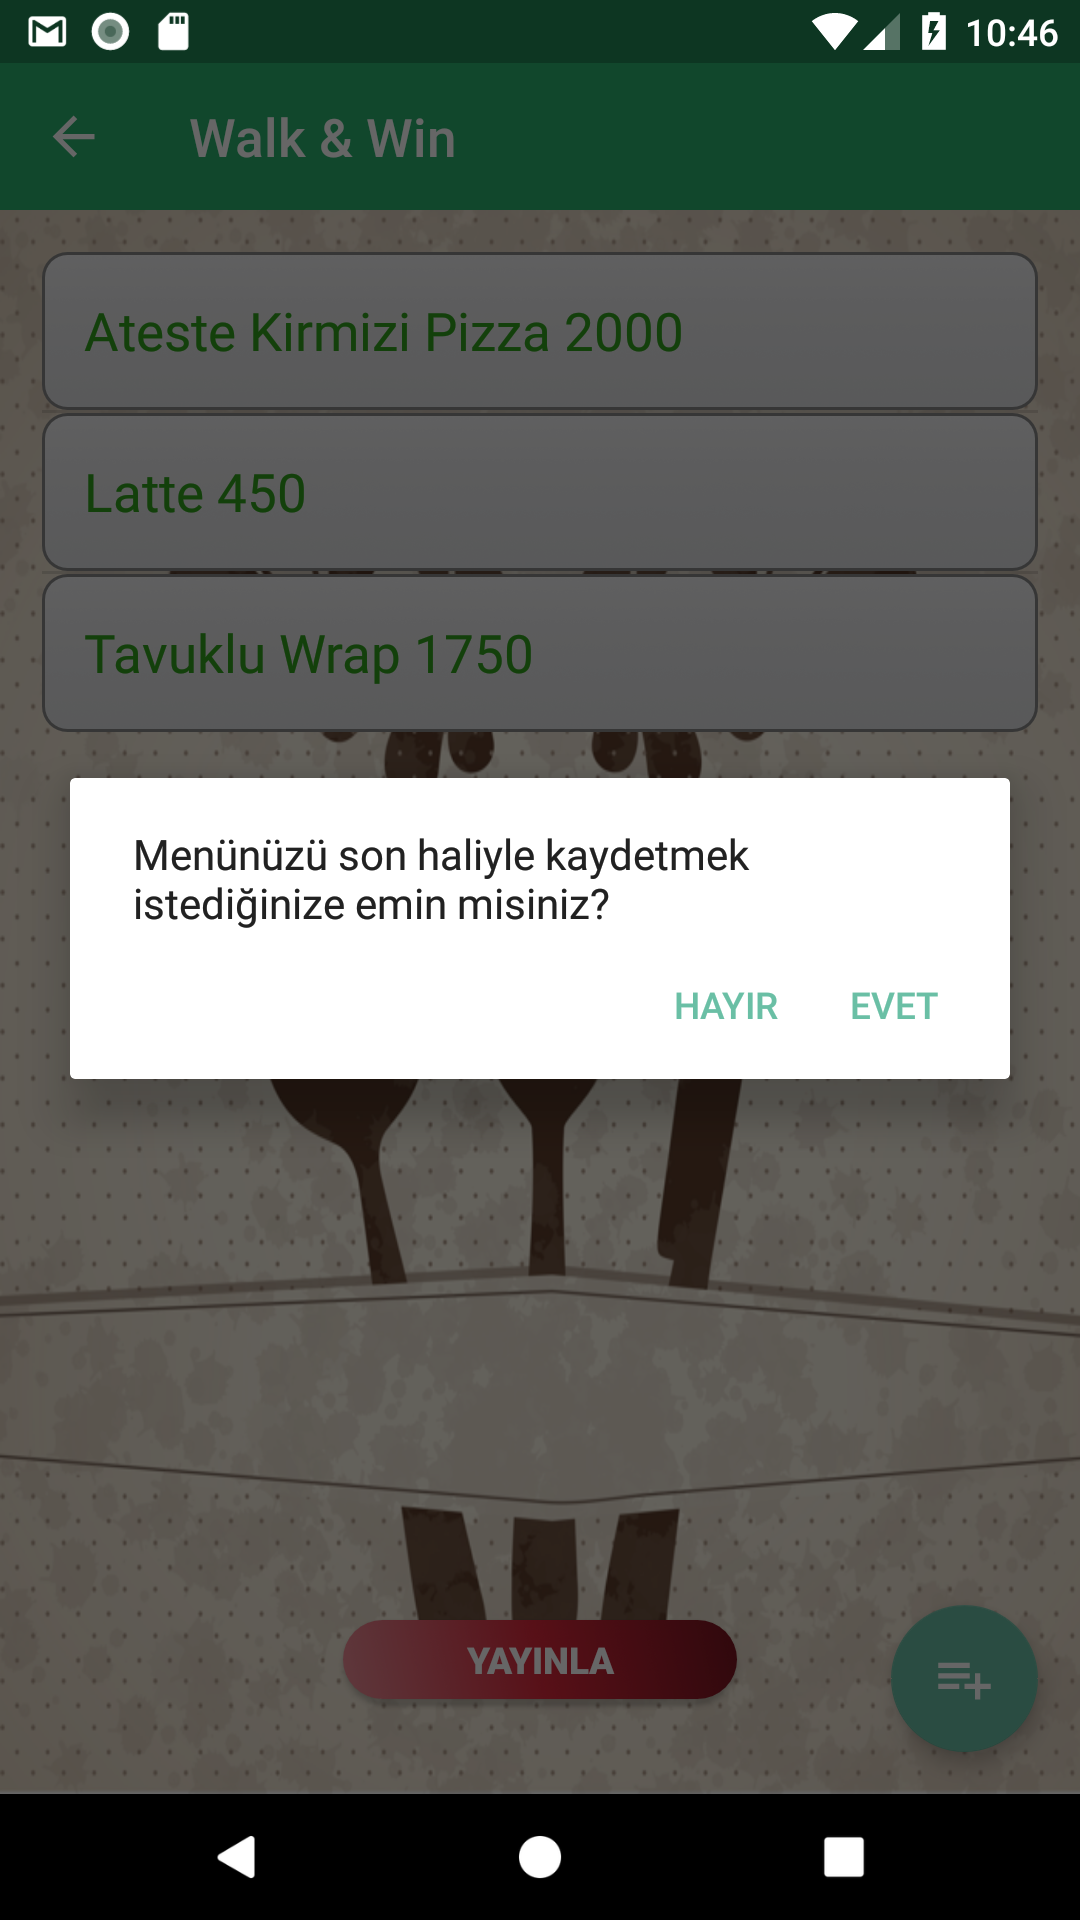 10:46
Walk & Win
Ateste Kirmizi Pizza 2000
Latte 450
Tavuklu Wrap 1750
Menünüzü son haliyle kaydetmek
istediğinize emin misiniz?
HAYIR EVET
YAYINLA